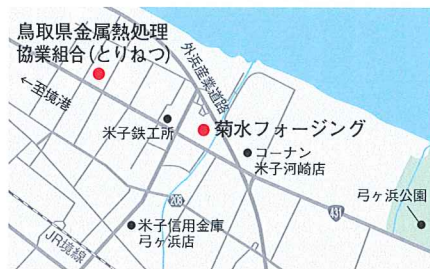 鳥取県金属熱処理
協業組合(とりねつ)
←至境港
外浜産業道路
米子鉄工所
菊水フォージング
コーナン
米子河崎店
弓ヶ浜公園
431
208
米子信用金庫
弓ヶ浜店
JR境線